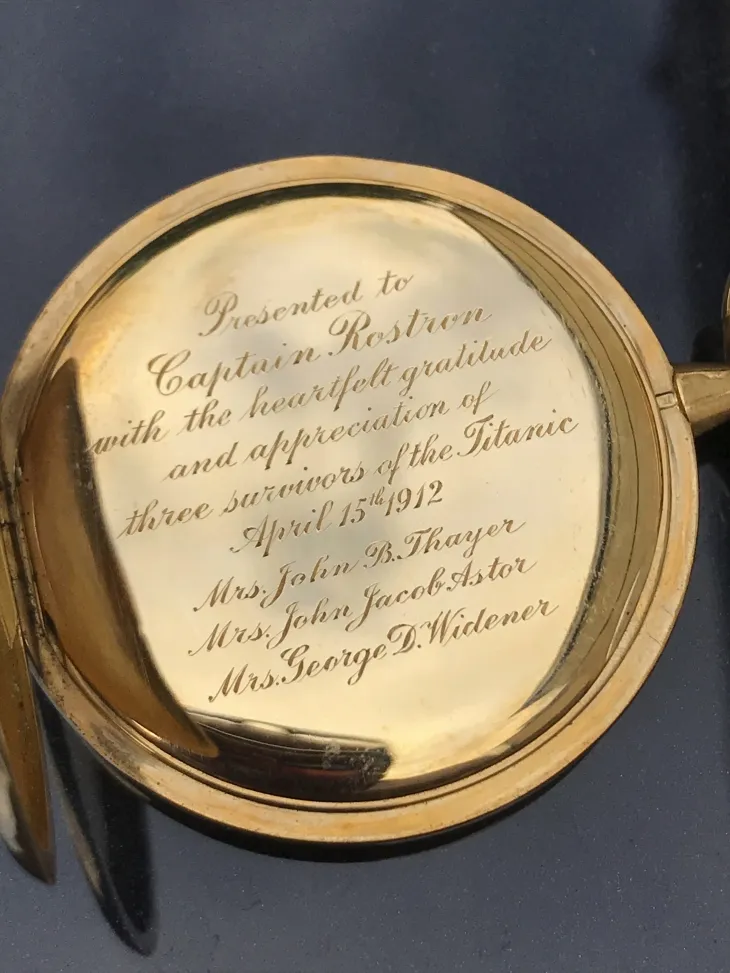 Presented to
Captain Rostron
with the heartfelt gratitude
and appreciation of
three survivors of the Titanic
April 15th 1912
Mrs. John B. Thayer
Mrs. John Jacob Astor
Mrs. George D. Widener